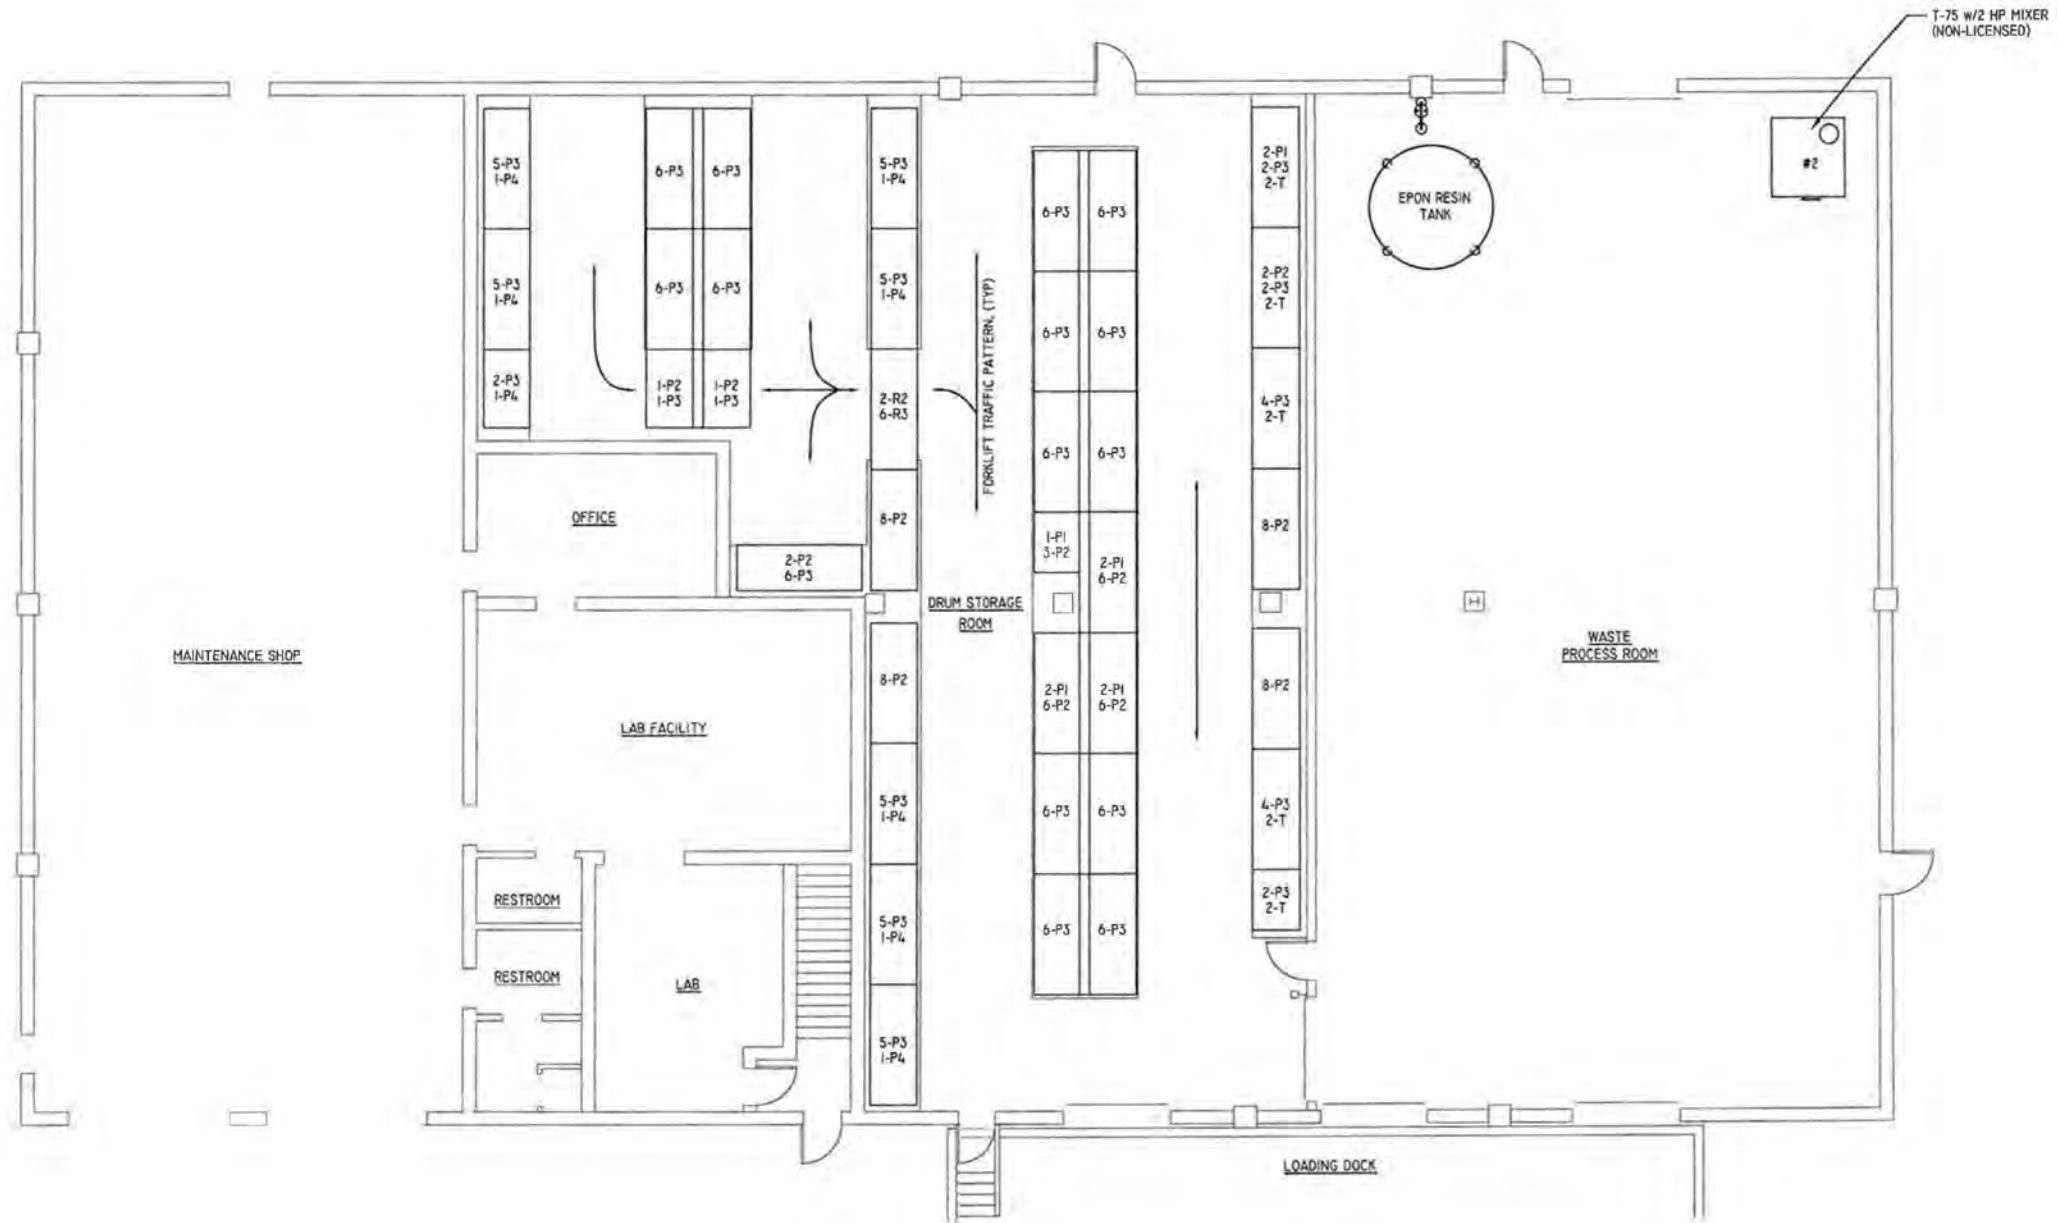 T-75 W/2 HP MIXER
(NON-LICENSED)
#2
EPON RESIN
TANK
5-P3
1-P4
5-P3
1-P4
2-P3
1-P4
6-P3
6-P3
6-P3
6-P3
1-P2
1-P3
1-P2
1-P3
5-P3
1-P4
5-P3
1-P4
2-R2
6-R3
8-P2
2-P2
6-P3
FORKLIFT TRAFFIC PATTERN, (TYP)
6-P3
6-P3
6-P3
6-P3
6-P3
6-P3
1-P1
3-P2
2-P1
6-P2
2-P1
6-P2
2-P1
6-P2
6-P3
6-P3
6-P3
6-P3
2-P1
2-P3
2-T
2-P2
2-P3
2-T
4-P3
2-T
8-P2
8-P2
4-P3
2-T
2-P3
2-T
OFFICE
DRUM STORAGE
ROOM
H
WASTE
PROCESS ROOM
MAINTENANCE SHOP
LAB FACILITY
8-P2
5-P3
1-P4
5-P3
1-P4
5-P3
1-P4
RESTROOM
RESTROOM
LAB
LOADING DOCK